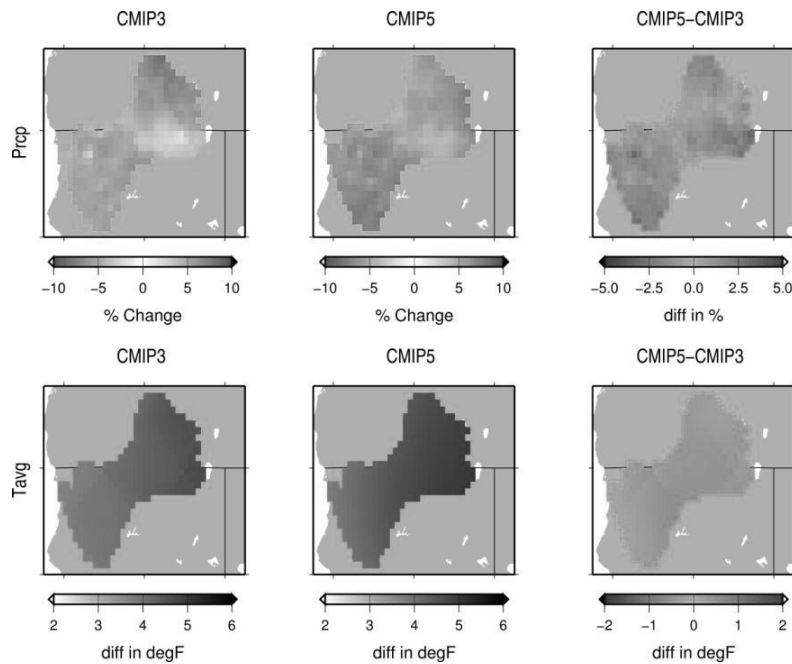 CMIP3 CMIP5 CMIP5-CMIP3
Prcp
−10 −5 0 5 10 −10 −5 0 5 10 −5.0 −2.5 0.0 2.5 5.0
% Change % Change diff in %
CMIP3 CMIP5 CMIP5-CMIP3
Tavg
2 3 4 5 6 2 3 4 5 6 −2 −1 0 1 2
diff in degF diff in degF diff in degF